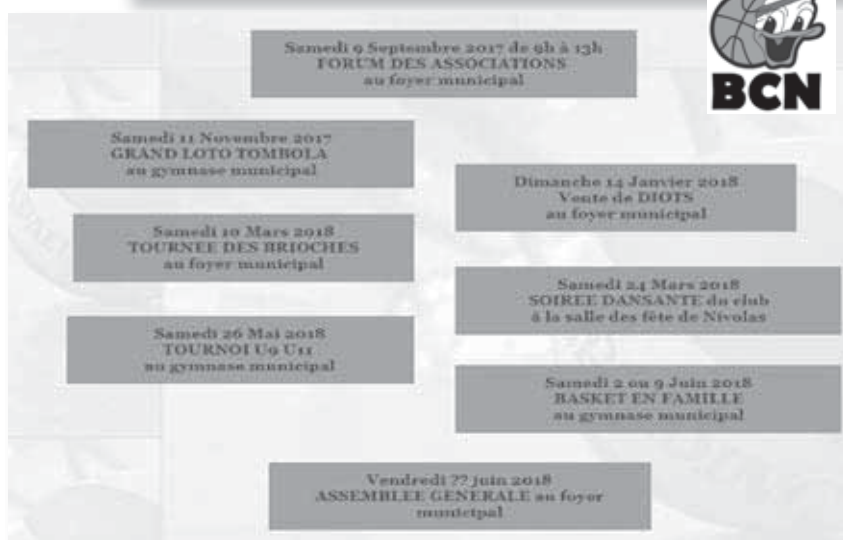 BCN
Samedi 9 Septembre 2017 de 9h à 13h
FORUM DES ASSOCIATIONS
au foyer municipal
Samedi 11 Novembre 2017
GRAND LOTO TOMBOLA
au gymnase municipal
Dimanche 14 Janvier 2018
Vente de DIOTS
au foyer municipal
Samedi 10 Mars 2018
TOURNEE DES BRIOCHES
au foyer municipal
Samedi 24 Mars 2018
SOIREE DANSANTE du club
à la salle des fête de Nivolas
Samedi 26 Mai 2018
TOURNOI U9 U11
au gymnase municipal
Samedi 2 ou 9 Juin 2018
BASKET EN FAMILLE
au gymnase municipal
Vendredi ?? juin 2018
ASSEMBLEE GENERALE au foyer
municipal